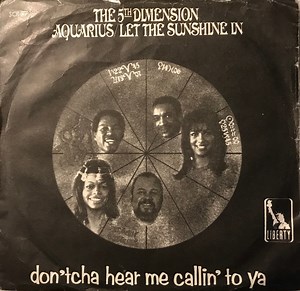 THE 5TH DIMENSION
AQUARIUS/LET THE SUNSHINE IN
LIBERTY
don'tcha hear me callin' to ya